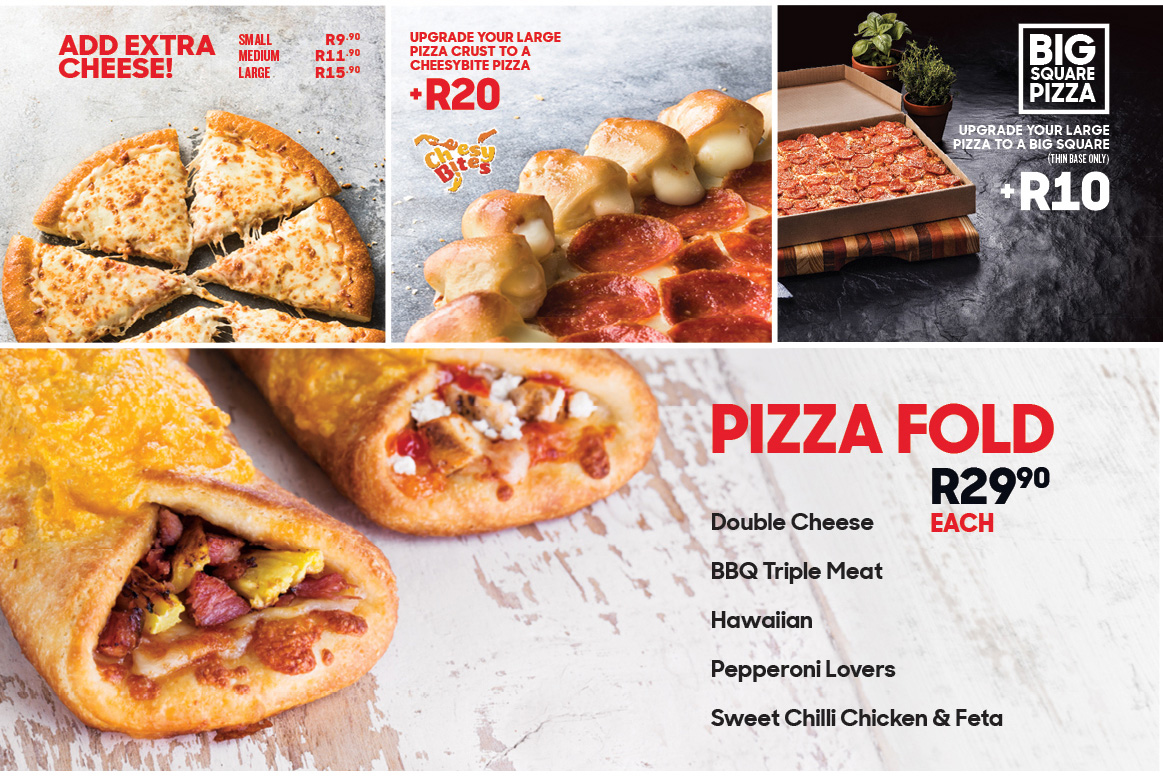 ADD EXTRA
CHEESE!
SMALL R9.90
MEDIUM R11.90
LARGE R15.90
UPGRADE YOUR LARGE
PIZZA CRUST TO A
CHEESYBITE PIZZA
+R20
Cheesy
Bites
BIG
SQUARE
PIZZA
UPGRADE YOUR LARGE
PIZZA TO A BIG SQUARE
(THIN BASE ONLY)
+R10
PIZZA FOLD
R2990
EACH
Double Cheese
BBQ Triple Meat
Hawaiian
Pepperoni Lovers
Sweet Chilli Chicken & Feta